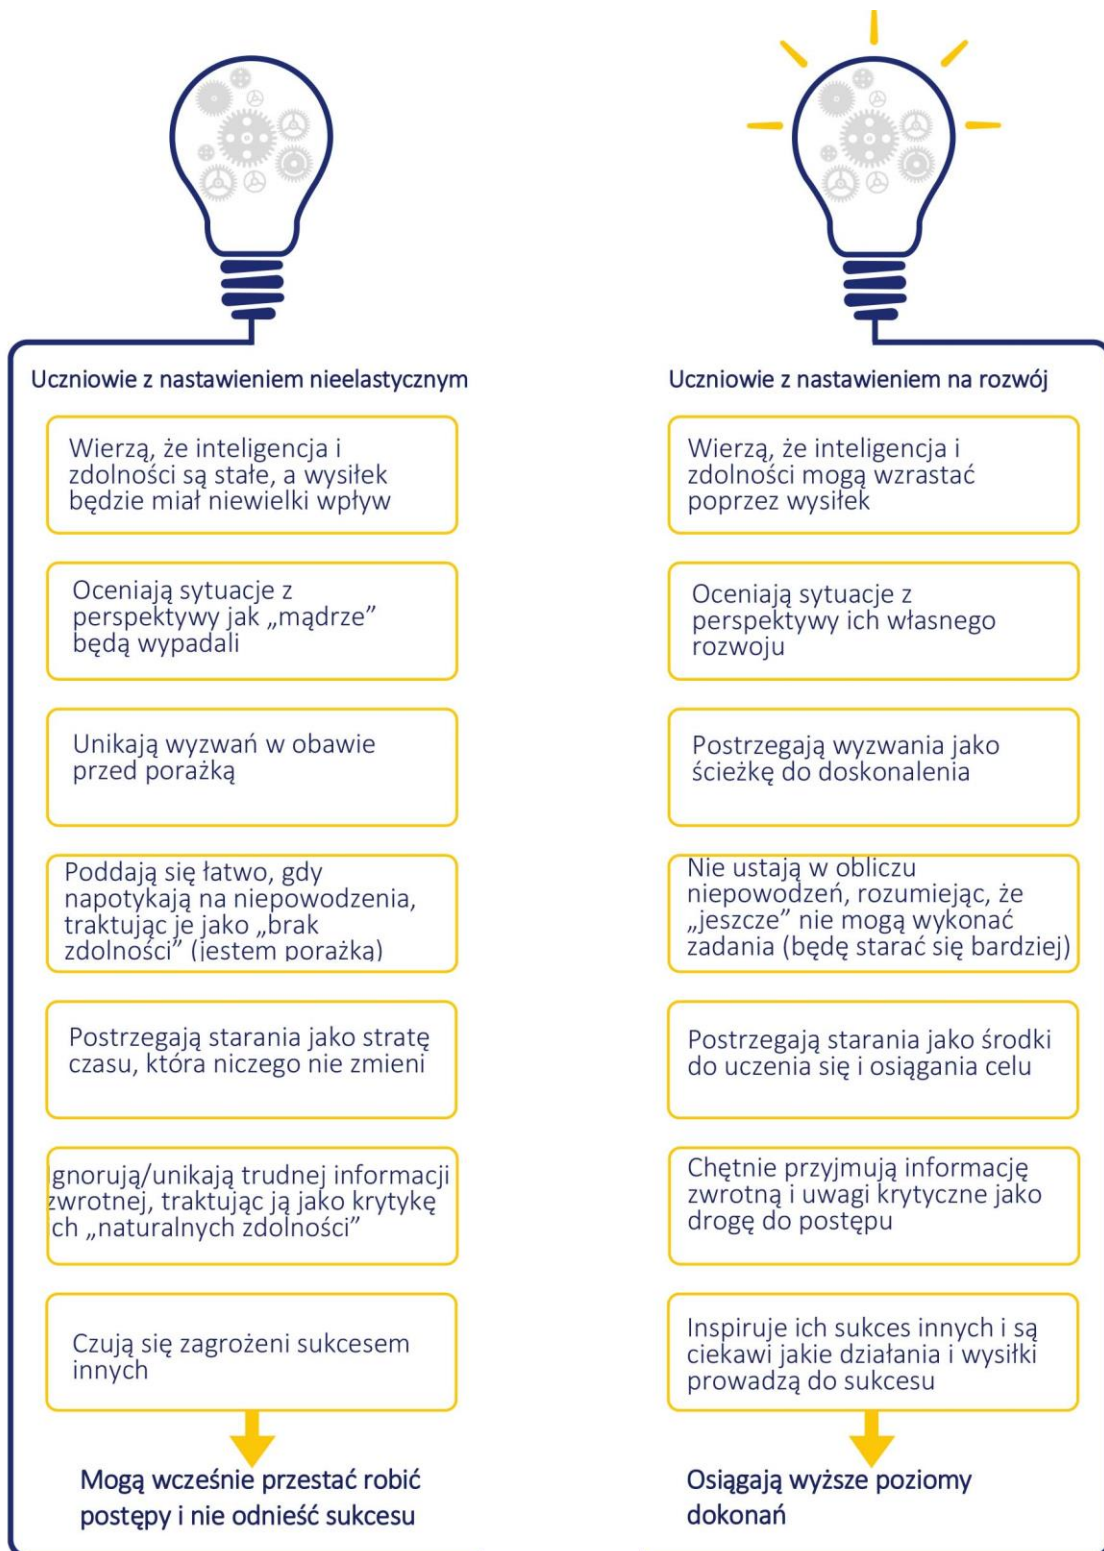 Uczniowie z nastawieniem nieelastycznym
Wierzą, że inteligencja i
zdolności są stałe, a wysiłek
będzie miał niewielki wpływ
Oceniają sytuacje z
perspektywy jak „mądrze”
będą wypadali
Unikają wyzwań w obawie
przed porażką
Poddają się łatwo, gdy
napotykają na niepowodzenia,
traktując je jako „brak
zdolności” (jestem porażką)
Postrzegają starania jako stratę
czasu, która niczego nie zmieni
Ignorują/unikają trudnej informacji
zwrotnej, traktując ją jako krytykę
ich „naturalnych zdolności”
Czują się zagrożeni sukcesem
innych
Mogą wcześnie przestać robić
postępy i nie odnieść sukcesu
Uczniowie z nastawieniem na rozwój
Wierzą, że inteligencja i
zdolności mogą wzrastać
poprzez wysiłek
Oceniają sytuacje z
perspektywy ich własnego
rozwoju
Postrzegają wyzwania jako
ścieżkę do doskonalenia
Nie ustają w obliczu
niepowodzeń, rozumiejąc, że
„jeszcze” nie mogą wykonać
zadania (będę starać się bardziej)
Postrzegają starania jako środki
do uczenia się i osiągania celu
Chętnie przyjmują informację
zwrotną i uwagi krytyczne jako
drogę do postępu
Inspiruje ich sukces innych i są
ciekawi jakie działania i wysiłki
prowadzą do sukcesu
Osiągają wyższe poziomy
dokonań